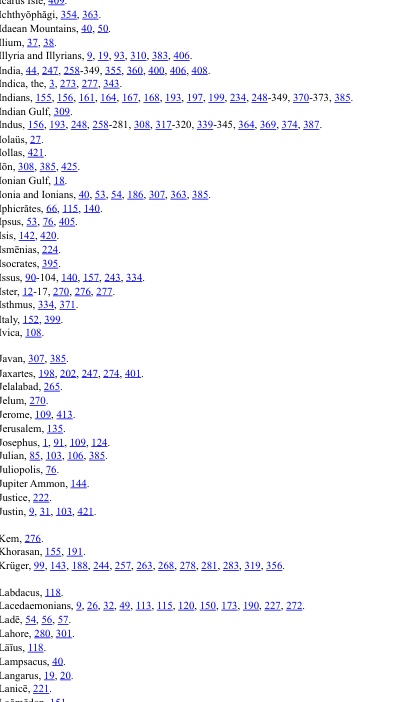 Icarus Isle, 409.
Ichthyŏphāgi, 354, 363.
Idaean Mountains, 40, 50.
Ilium, 37, 38.
Illyria and Illyrians, 9, 19, 93, 310, 383, 406.
India, 44, 247, 258-349, 355, 360, 400, 406, 408.
Indica, the, 3, 273, 277, 343.
Indians, 155, 156, 161, 164, 167, 168, 193, 197, 199, 234, 248-349, 370-373, 385.
Indian Gulf, 309.
Indus, 156, 193, 248, 258-281, 308, 317-320, 339-345, 364, 369, 374, 387.
Iolaüs, 27.
Iollas, 421.
Iŏn, 308, 385, 425.
Ionian Gulf, 18.
Ionia and Ionians, 40, 53, 54, 186, 307, 363, 385.
Iphicrātes, 66, 115, 140.
Ipsus, 53, 76, 405.
Isis, 142, 420.
Ismēnias, 224.
Isocrates, 395.
Issus, 90-104, 140, 157, 243, 334.
Ister, 12-17, 270, 276, 277.
Isthmus, 334, 371.
Italy, 152, 399.
Ivica, 108.
Javan, 307, 385.
Jaxartes, 198, 202, 247, 274, 401.
Jelalabad, 265.
Jelum, 270.
Jerome, 109, 413.
Jerusalem, 135.
Josephus, 1, 91, 109, 124.
Julian, 85, 103, 106, 385.
Juliopolis, 76.
Jupiter Ammon, 144.
Justice, 222.
Justin, 9, 31, 103, 421.
Kem, 276.
Khorasan, 155, 191.
Krüger, 99, 143, 188, 244, 257, 263, 268, 278, 281, 283, 319, 356.
Labdacus, 118.
Lacedaemonians, 9, 26, 32, 49, 113, 115, 120, 150, 173, 190, 227, 272.
Ladē, 54, 56, 57.
Lahore, 280, 301.
Lāïus, 118.
Lampsacus, 40.
Langarus, 19, 20.
Lanicē, 221.